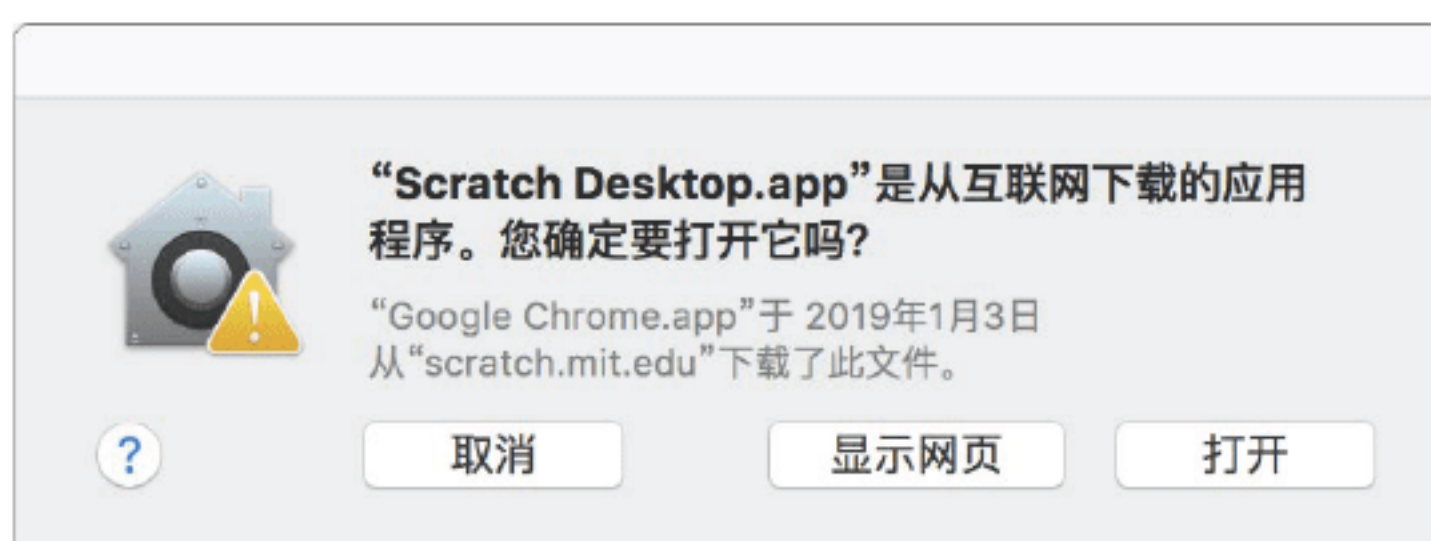 “Scratch Desktop.app”是从互联网下载的应用
程序。您确定要打开它吗?
“Google Chrome.app”于 2019年1月3日
从“scratch.mit.edu”下载了此文件。
? 取消 显示网页 打开